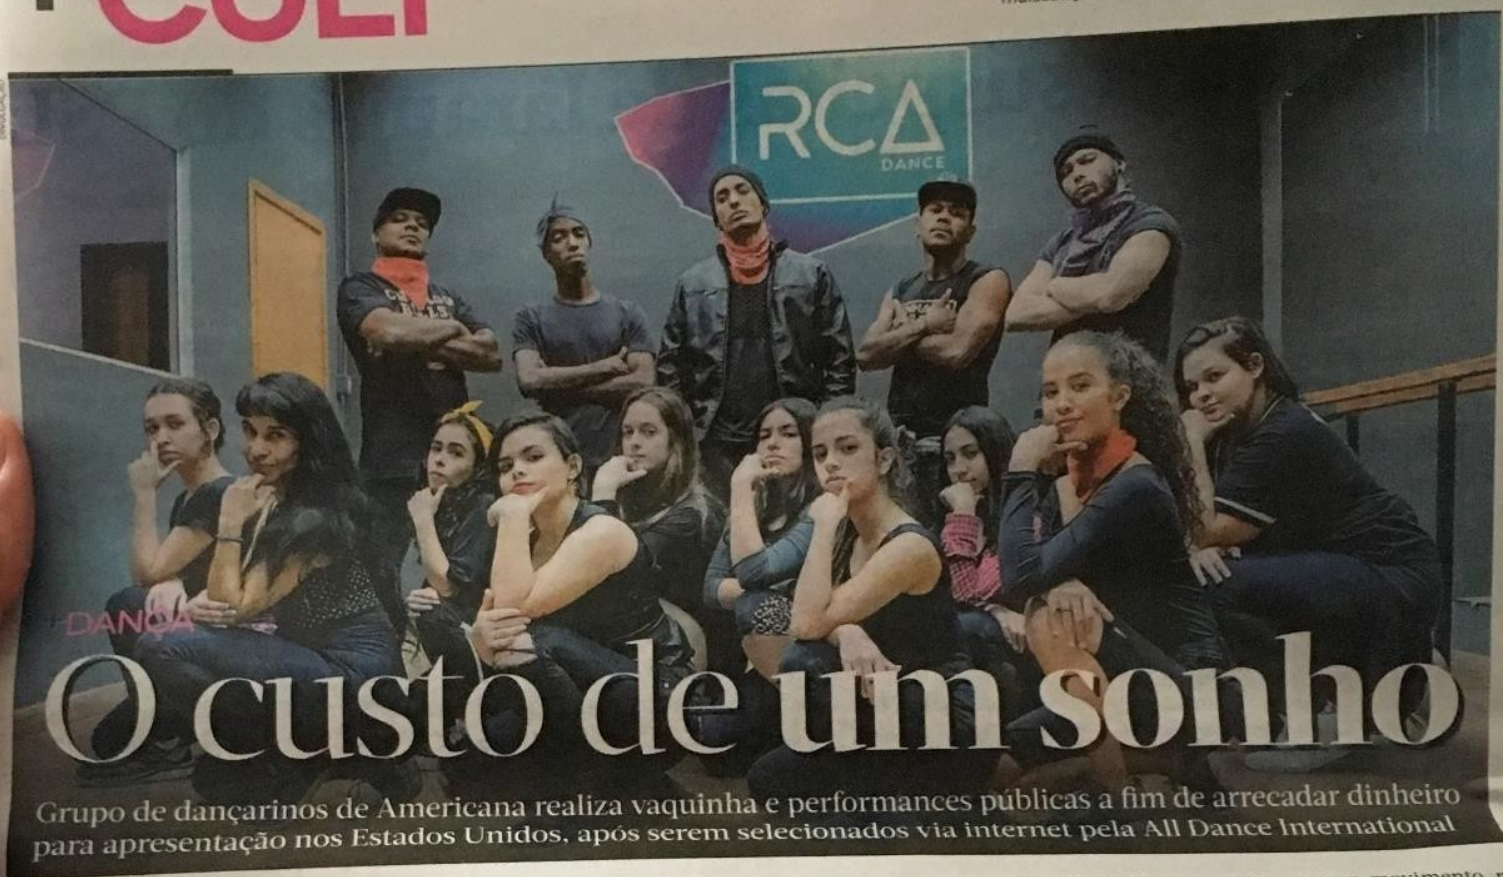 RCA
DANCE
DANÇA
O custo de um sonho
Grupo de dançarinos de Americana realiza vaquinha e performances públicas a fim de arrecadar dinheiro
para apresentação nos Estados Unidos, após serem selecionados via internet pela All Dance International